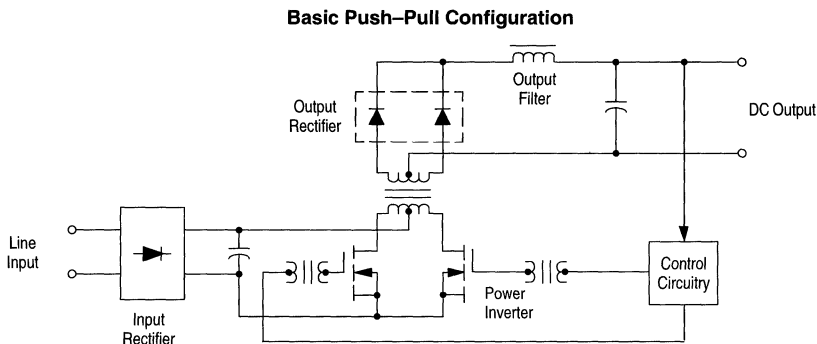 Basic Push–Pull Configuration
Output
Filter
Output
Rectifier
DC Output
Line
Input
Control
Circuitry
Power
Inverter
Input
Rectifier